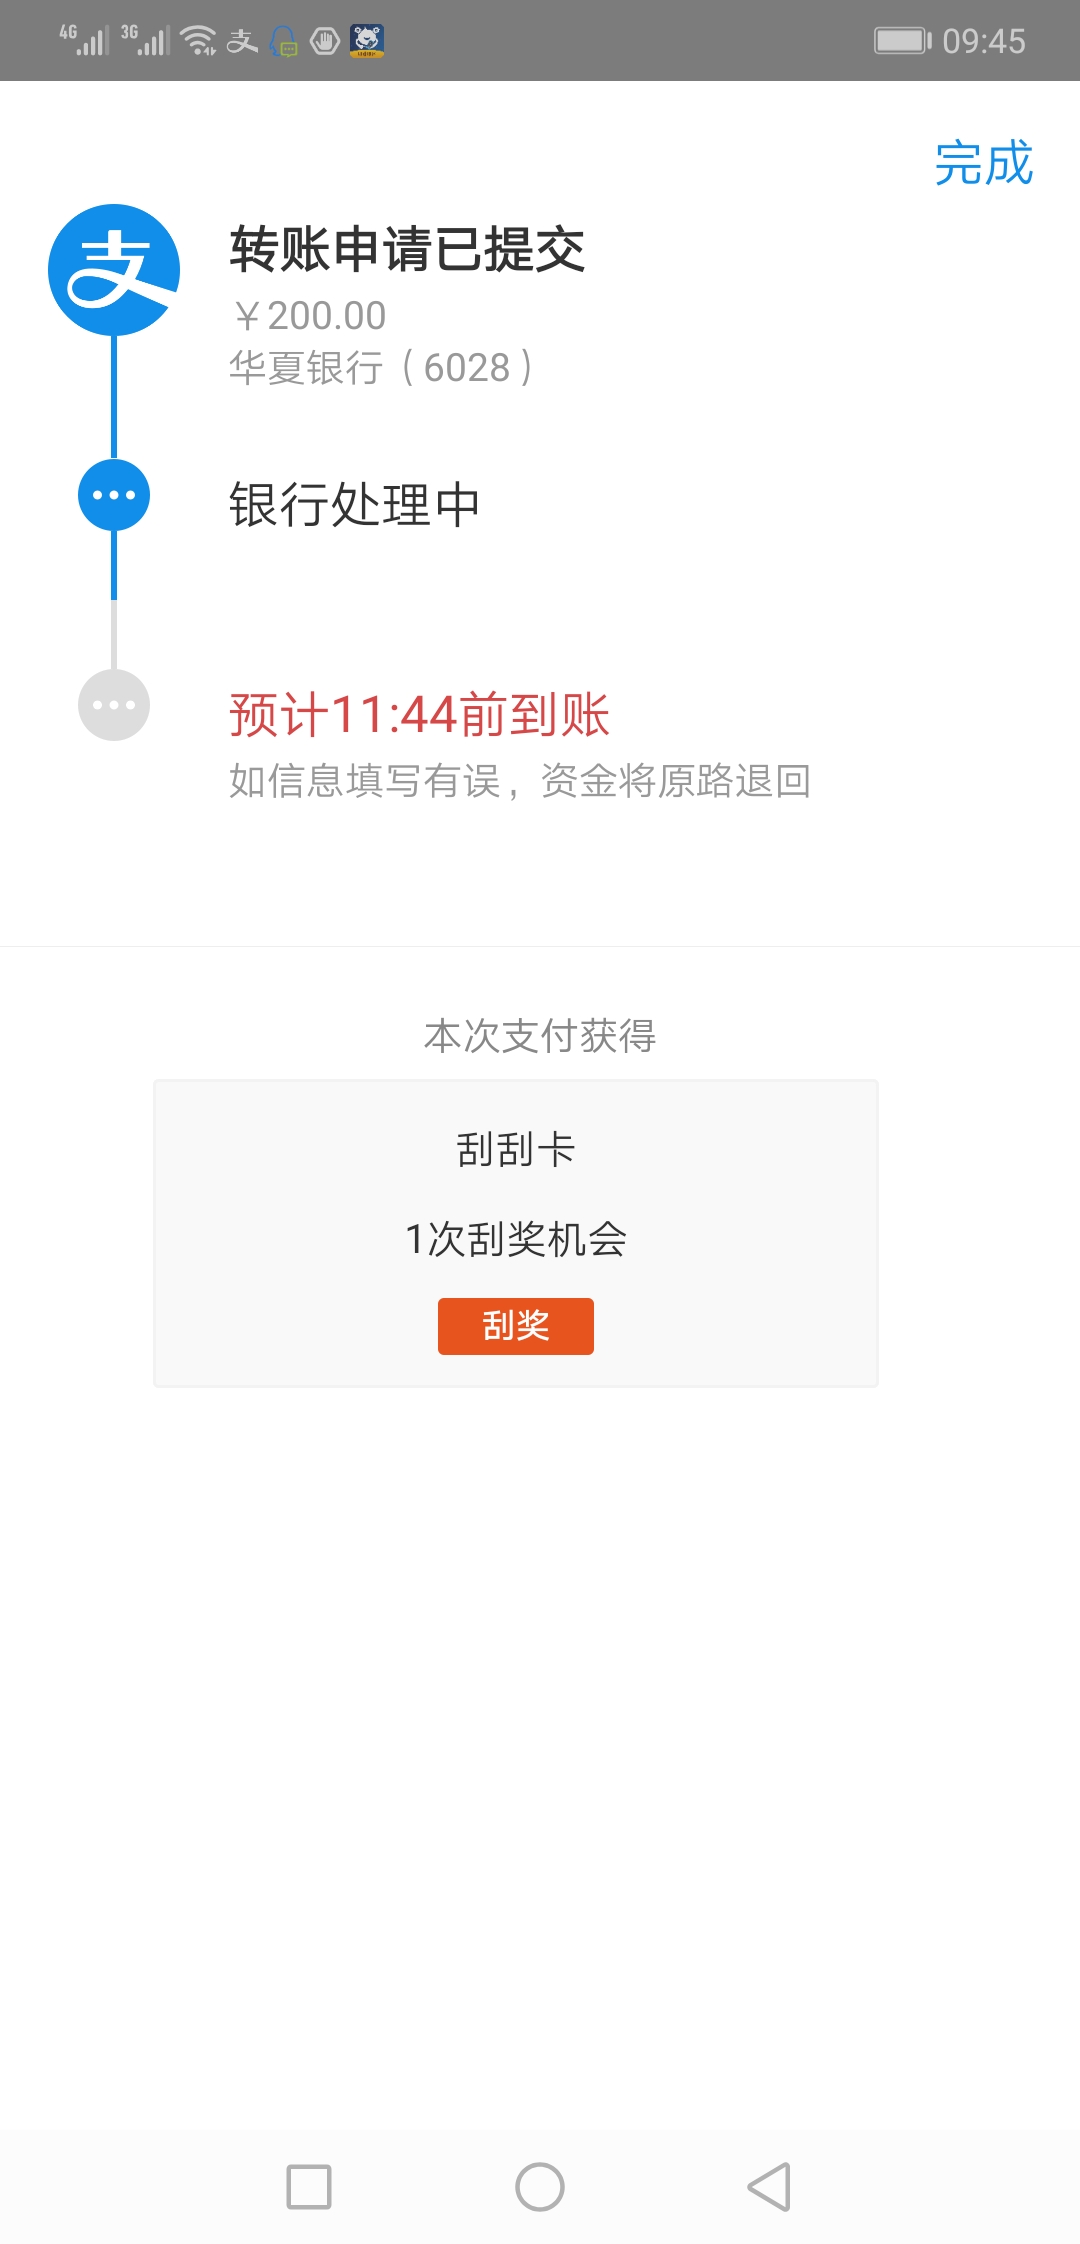 4G 3G 09:45
完成
转账申请已提交
￥200.00
华夏银行（6028）
银行处理中
预计11:44前到账
如信息填写有误，资金将原路退回
本次支付获得
刮刮卡
1次刮奖机会
刮奖